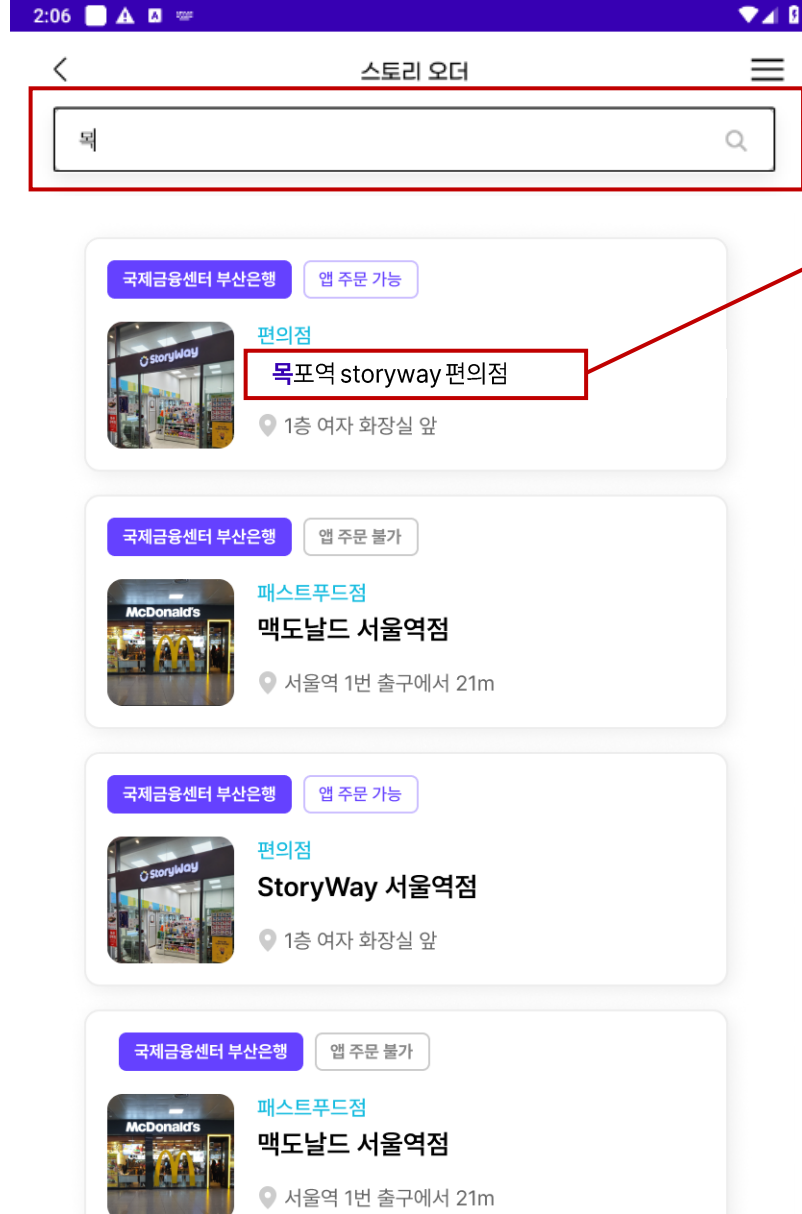 2:06
스토리 오더
목
국제금융센터 부산은행 앱 주문 가능
편의점
StoryWay
목포역 storyway 편의점
1층 여자 화장실 앞
국제금융센터 부산은행 앱 주문 불가
패스트푸드점
McDonald's
맥도날드 서울역점
서울역 1번 출구에서 21m
국제금융센터 부산은행 앱 주문 가능
편의점
StoryWay
StoryWay 서울역점
1층 여자 화장실 앞
국제금융센터 부산은행 앱 주문 불가
패스트푸드점
McDonald's
맥도날드 서울역점
서울역 1번 출구에서 21m